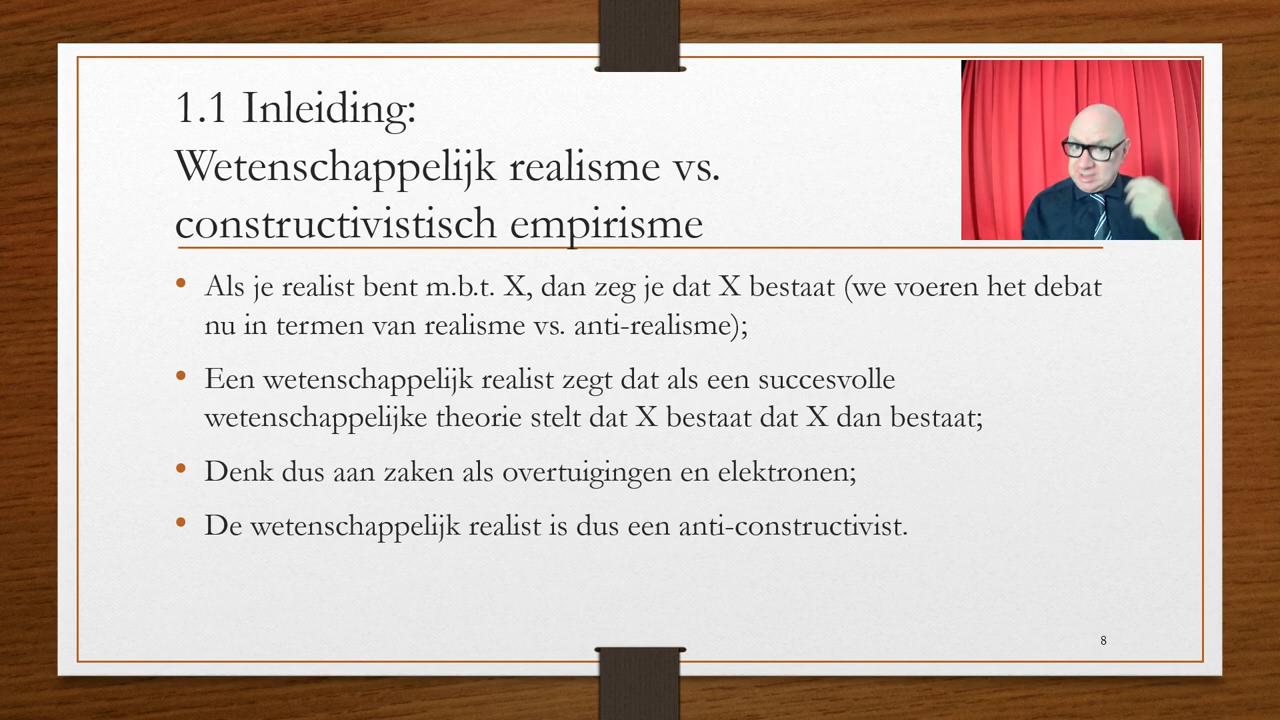 1.1 Inleiding:
Wetenschappelijk realisme vs.
constructivistisch empirisme
• Als je realist bent m.b.t. X, dan zeg je dat X bestaat (we voeren het debat
nu in termen van realisme vs. anti-realisme);
• Een wetenschappelijk realist zegt dat als een succesvolle
wetenschappelijke theorie stelt dat X bestaat dat X dan bestaat;
• Denk dus aan zaken als overtuigingen en elektronen;
• De wetenschappelijk realist is dus een anti-constructivist.
8